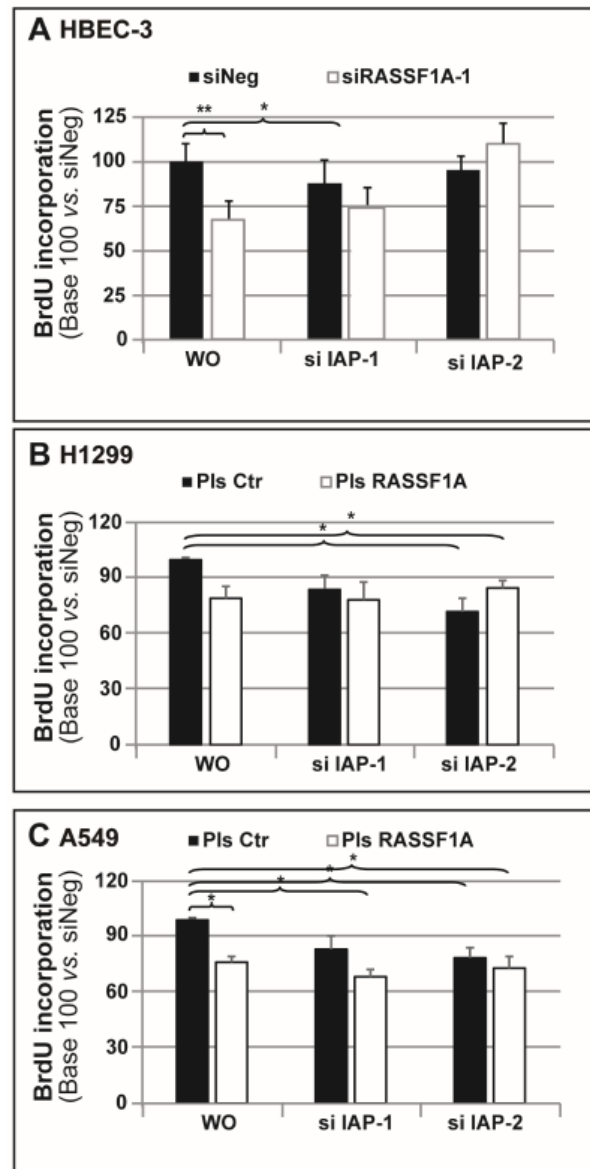 A HBEC-3
■ siNeg □ siRASSF1A-1
BrdU incorporation
(Base 100 vs. siNeg)
125
100
75
50
25
0
** *
WO si IAP-1 si IAP-2
B H1299
■ Pls Ctr □ Pls RASSF1A
BrdU incorporation
(Base 100 vs. siNeg)
120
90
60
30
0
*
*
WO si IAP-1 si IAP-2
C A549
■ Pls Ctr □ Pls RASSF1A
BrdU incorporation
(Base 100 vs. siNeg)
120
90
60
30
0
*
*
*
*
WO si IAP-1 si IAP-2